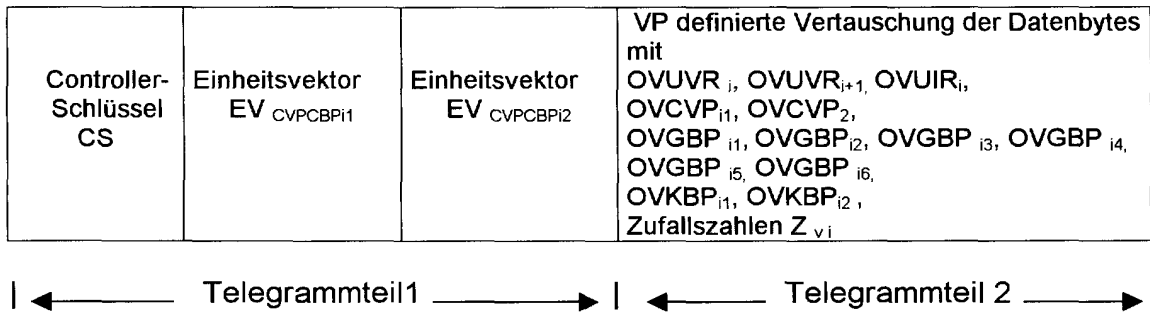 Controller-
Schlüssel
CS
Einheitsvektor
EV CVPCBPi1
Einheitsvektor
EV CVPCBPi2
VP definierte Vertauschung der Datenbytes
mit
OVUVR i, OVUVRi+1, OVUIRi,
OVCVPi1, OVCVP2,
OVGBP i1, OVGBPi2, OVGBP i3, OVGBP i4,
OVGBP i5, OVGBP i6,
OVKBPi1, OVKBPi2 ,
Zufallszahlen Z v i
Telegrammteil1
Telegrammteil 2